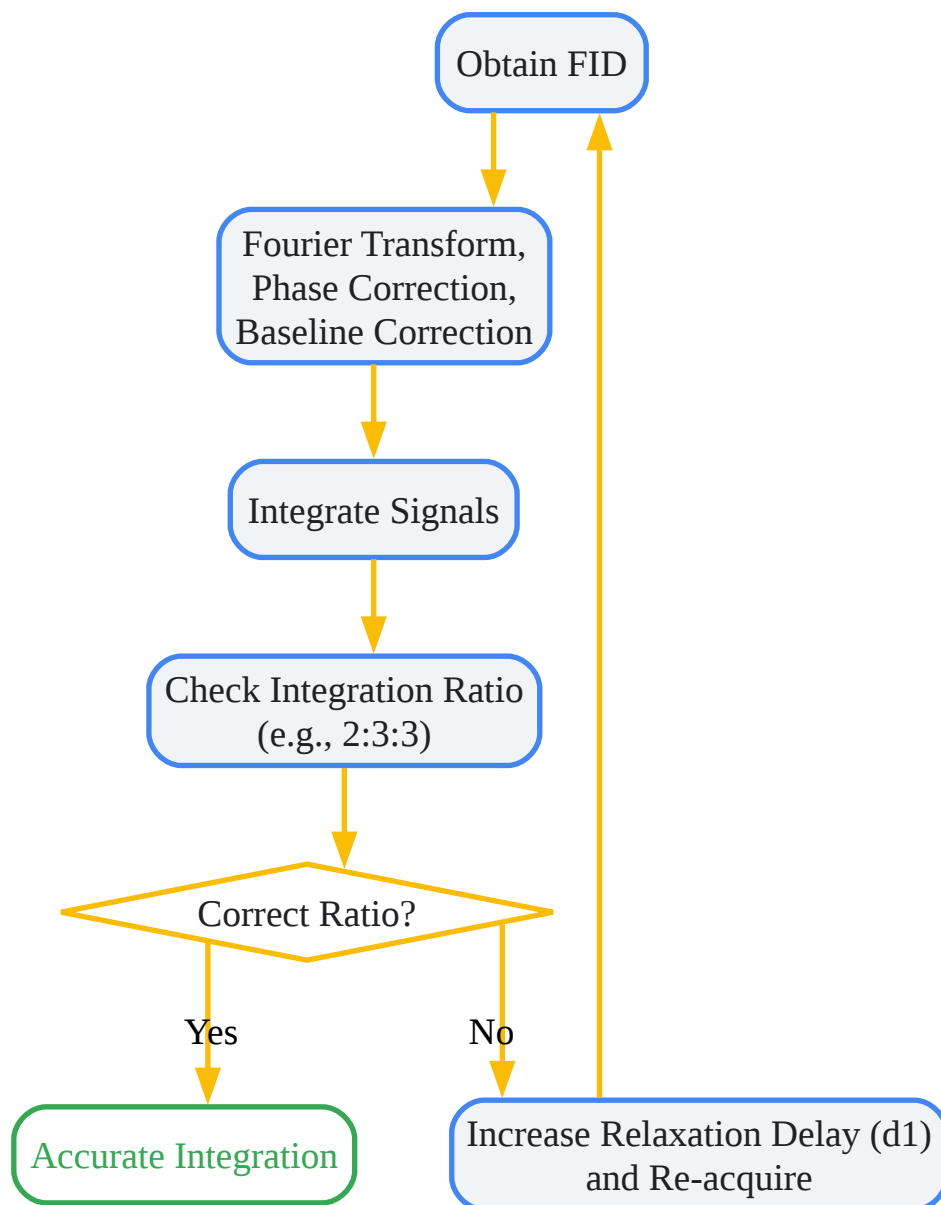 Obtain FID
Fourier Transform,
Phase Correction,
Baseline Correction
Integrate Signals
Check Integration Ratio
(e.g., 2:3:3)
Correct Ratio?
Yes
No
Accurate Integration
Increase Relaxation Delay (d1)
and Re-acquire